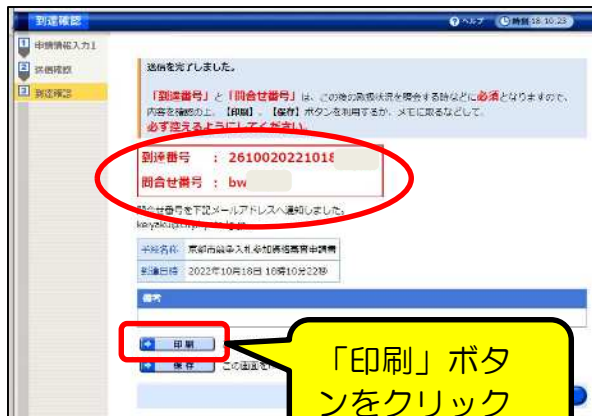 到達確認
ヘルプ
時刻 18:10:23
1 申請情報入力1
2 送信確認
3 到達確認
送信を完了しました。
「到達番号」と「問合せ番号」は、この後の取扱状況を照会する時などに必須となりますので、
内容を確認の上、【印刷】、【保存】ボタンを利用するか、メモに取るなどして、
必ず控えるようにしてください。
到達番号 : 2610020221018
問合せ番号 : bw
問合せ番号を下記メールアドレスへ通知しました。
手続名称 京都市競争入札参加資格審査申請書
到達日時 2022年10月18日 18時10分22秒
備考
印刷
保存 この画面を
「印刷」ボタ
ンをクリック